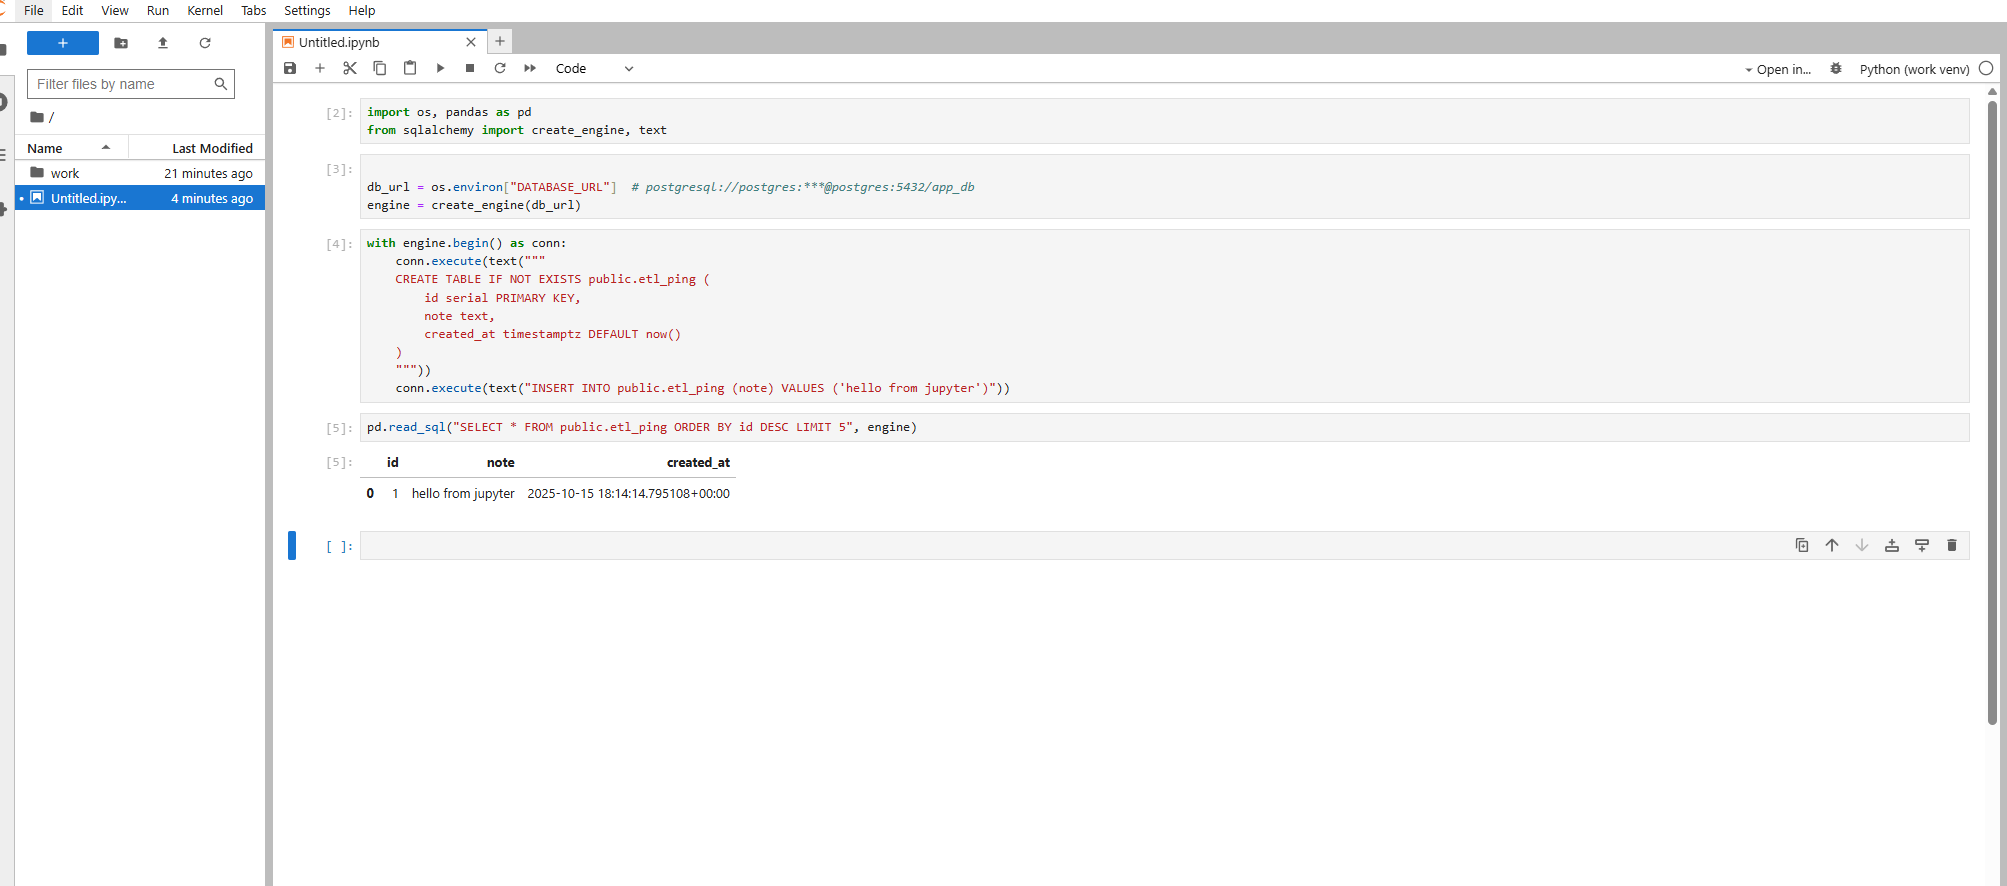 File Edit View Run Kernel Tabs Settings Help
Untitled.ipynb
Filter files by name
Code
Open in...
Python (work venv)
/
Name Last Modified
work 21 minutes ago
Untitled.ipy... 4 minutes ago
[2]: import os, pandas as pd
from sqlalchemy import create_engine, text
[3]:
db_url = os.environ["DATABASE_URL"]  # postgresql://postgres:***@postgres:5432/app_db
engine = create_engine(db_url)
[4]: with engine.begin() as conn:
    conn.execute(text("""
    CREATE TABLE IF NOT EXISTS public.etl_ping (
        id serial PRIMARY KEY,
        note text,
        created_at timestamptz DEFAULT now()
    )
    """))
    conn.execute(text("INSERT INTO public.etl_ping (note) VALUES ('hello from jupyter')"))
[5]: pd.read_sql("SELECT * FROM public.etl_ping ORDER BY id DESC LIMIT 5", engine)
[5]: id note created_at
0 1 hello from jupyter 2025-10-15 18:14:14.795108+00:00
[ ]: